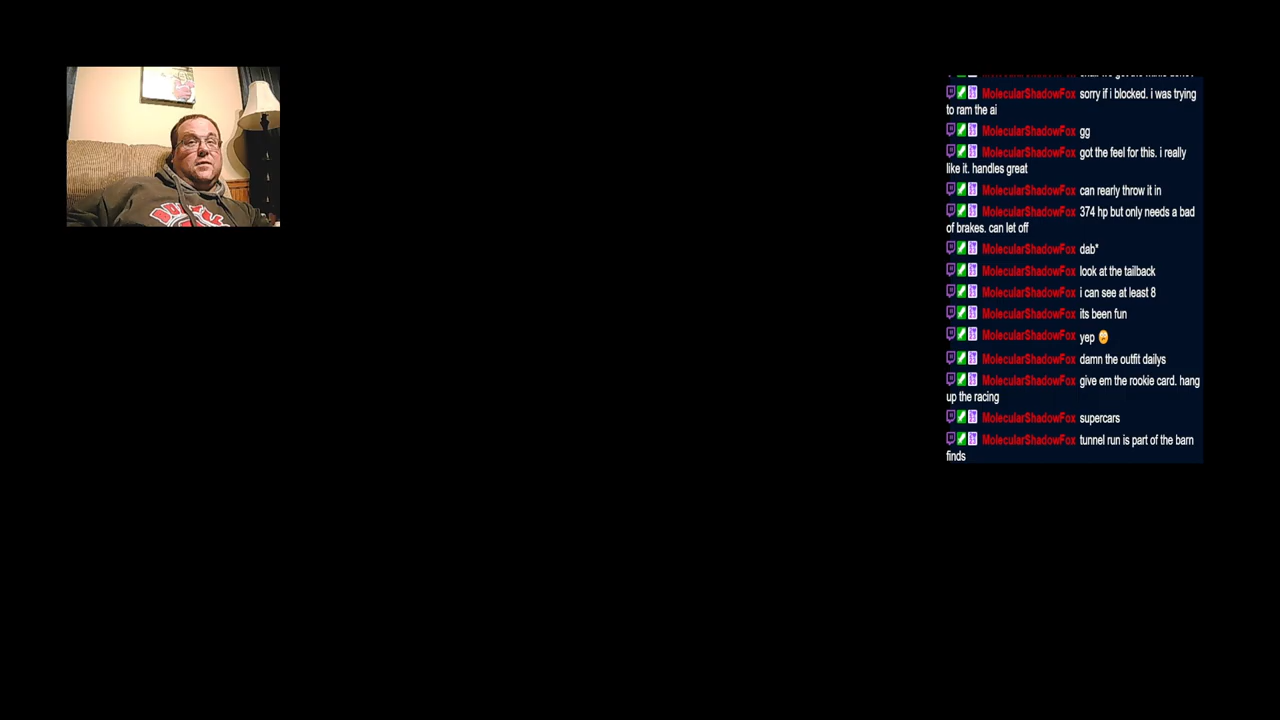 MolecularShadowFox sorry if i blocked. i was trying
to ram the ai
MolecularShadowFox gg
MolecularShadowFox got the feel for this. i really
like it. handles great
MolecularShadowFox can rearly throw it in
MolecularShadowFox 374 hp but only needs a bad
of brakes. can let off
MolecularShadowFox dab*
MolecularShadowFox look at the tailback
MolecularShadowFox i can see at least 8
MolecularShadowFox its been fun
MolecularShadowFox yep
MolecularShadowFox damn the outfit dailys
MolecularShadowFox give em the rookie card. hang
up the racing
MolecularShadowFox supercars
MolecularShadowFox tunnel run is part of the barn
finds